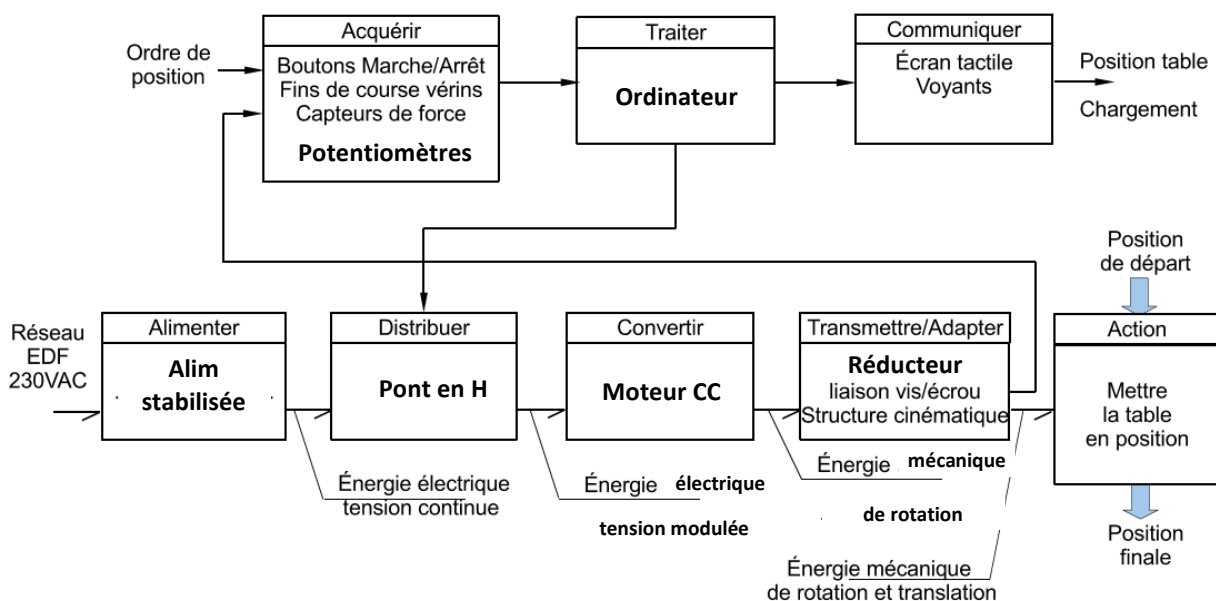 Acquérir
Traiter
Communiquer
Ordre de
position
Boutons Marche/Arrêt
Fins de course vérins
Capteurs de force
Potentiomètres
Ordinateur
Écran tactile
Voyants
Position table
Chargement
Position
de départ
Réseau
EDF
230VAC
Alimenter
Alim
stabilisée
Distribuer
Pont en H
Convertir
Moteur CC
Transmettre/Adapter
Réducteur
liaison vis/écrou
Structure cinématique
Action
Mettre
la table
en position
Énergie électrique
tension continue
Énergie électrique
tension modulée
Énergie mécanique
de rotation
Énergie mécanique
de rotation et translation
Position
finale